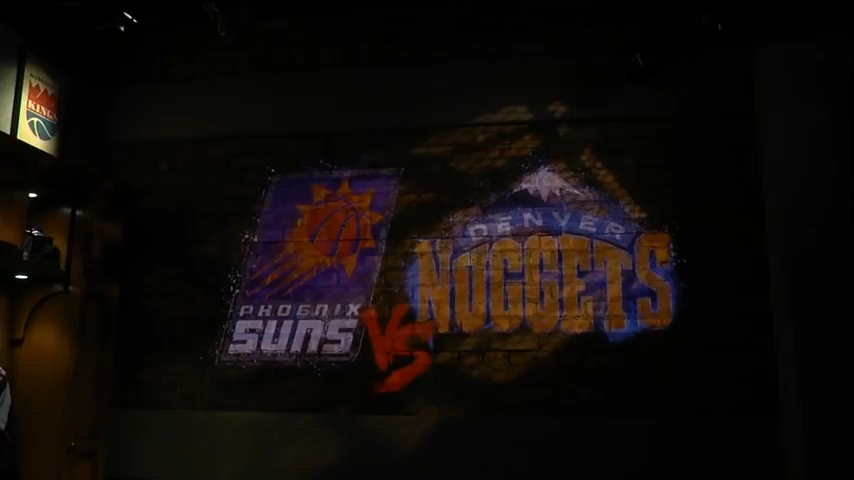 KINGS
PHOENIX
SUNS
VS
DENVER
NUGGETS